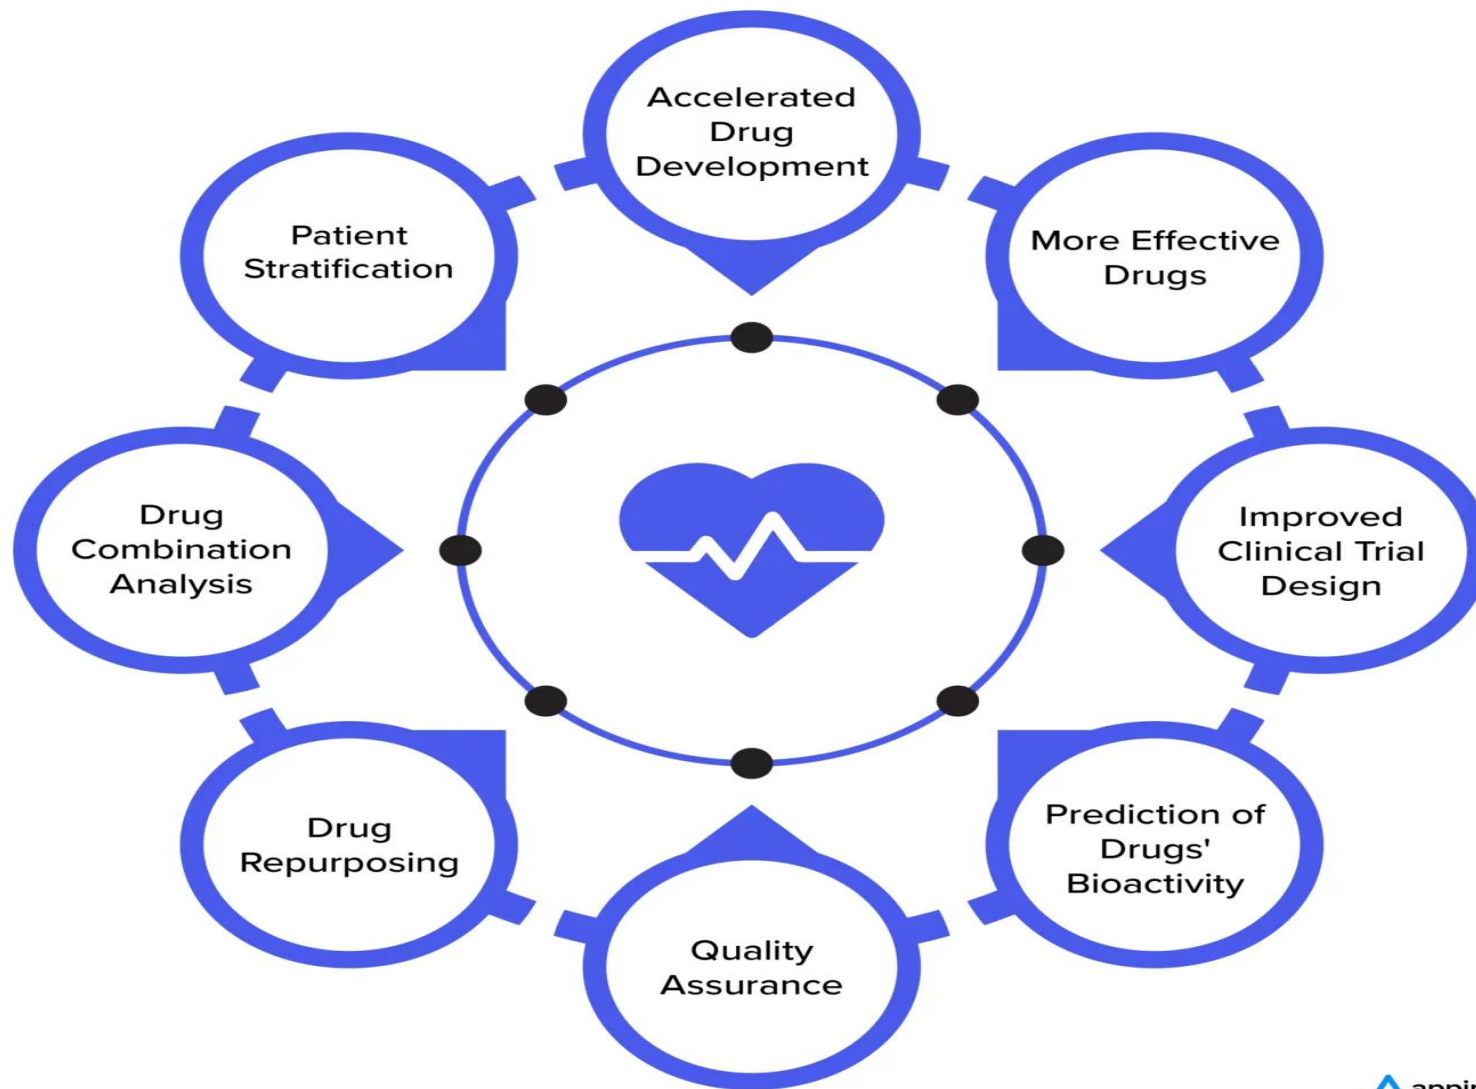 Accelerated
Drug
Development
More Effective
Drugs
Improved
Clinical Trial
Design
Prediction of
Drugs'
Bioactivity
Quality
Assurance
Drug
Repurposing
Drug
Combination
Analysis
Patient
Stratification